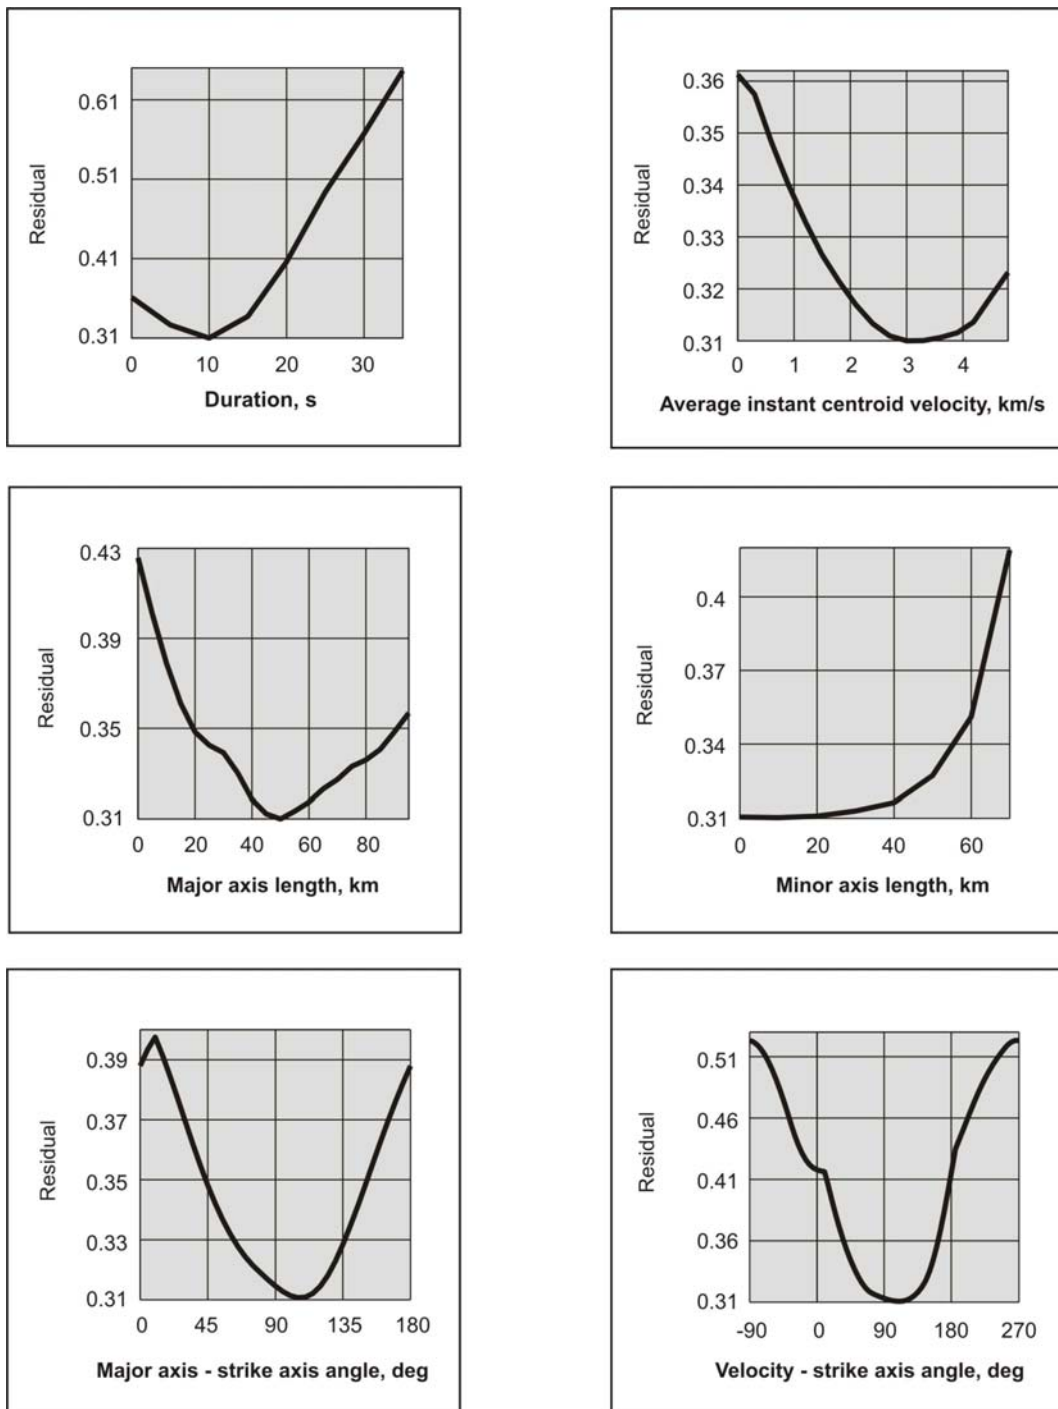 Residual
0.61
0.51
0.41
0.31
0 10 20 30
Duration, s
Residual
0.36
0.35
0.34
0.33
0.32
0.31
0 1 2 3 4
Average instant centroid velocity, km/s
Residual
0.43
0.39
0.35
0.31
0 20 40 60 80
Major axis length, km
Residual
0.4
0.37
0.34
0.31
0 20 40 60
Minor axis length, km
Residual
0.39
0.37
0.35
0.33
0.31
0 45 90 135 180
Major axis - strike axis angle, deg
Residual
0.51
0.46
0.41
0.36
0.31
-90 0 90 180 270
Velocity - strike axis angle, deg